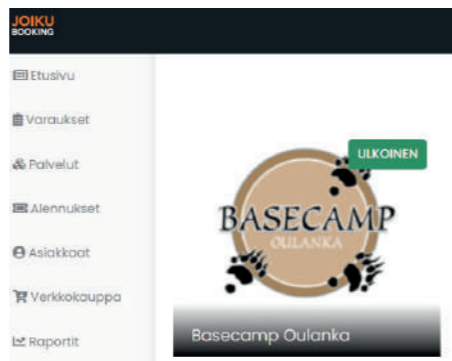 JOIKU
BOOKING
Etusivu
Varaukset
Palvelut
Alennukset
Asiakkaat
Verkkokauppa
Raportit
ULKOINEN
BASECAMP
OULANKA
Basecamp Oulanka